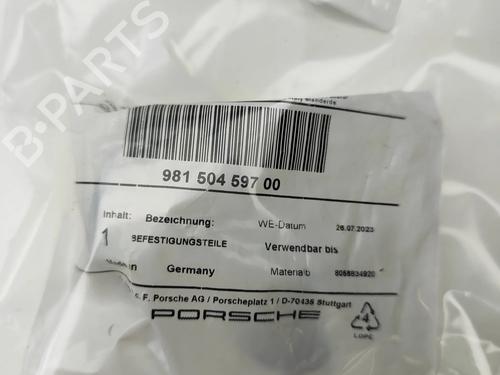 B-PARTS
981 504 597 00
Inhalt: Bezeichnung: WE-Datum 26.07.2023
1 BEFESTIGUNGSTEILE Verwendbar bis
Germany Materialb 8056834920
F. Porsche AG / Porscheplatz 1 / D-70435 Stuttgart
PORSCHE
4
LDPE